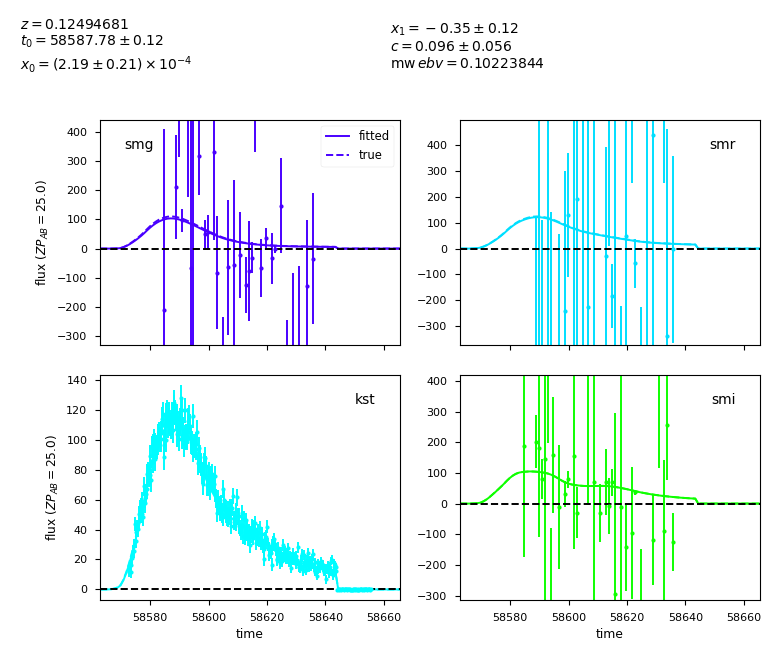 z = 0.12494681
t₀ = 58587.78 ± 0.12
x₀ = (2.19 ± 0.21) × 10⁻⁴
x₁ = −0.35 ± 0.12
c = 0.096 ± 0.056
mw ebv = 0.10223844
smg
fitted
true
400
300
200
100
0
−100
−200
−300
flux (ZP_AB = 25.0)
smr
400
300
200
100
0
−100
−200
−300
kst
140
120
100
80
60
40
20
0
flux (ZP_AB = 25.0)
58580 58600 58620 58640 58660
time
smi
400
300
200
100
0
−100
−200
−300
58580 58600 58620 58640 58660
time